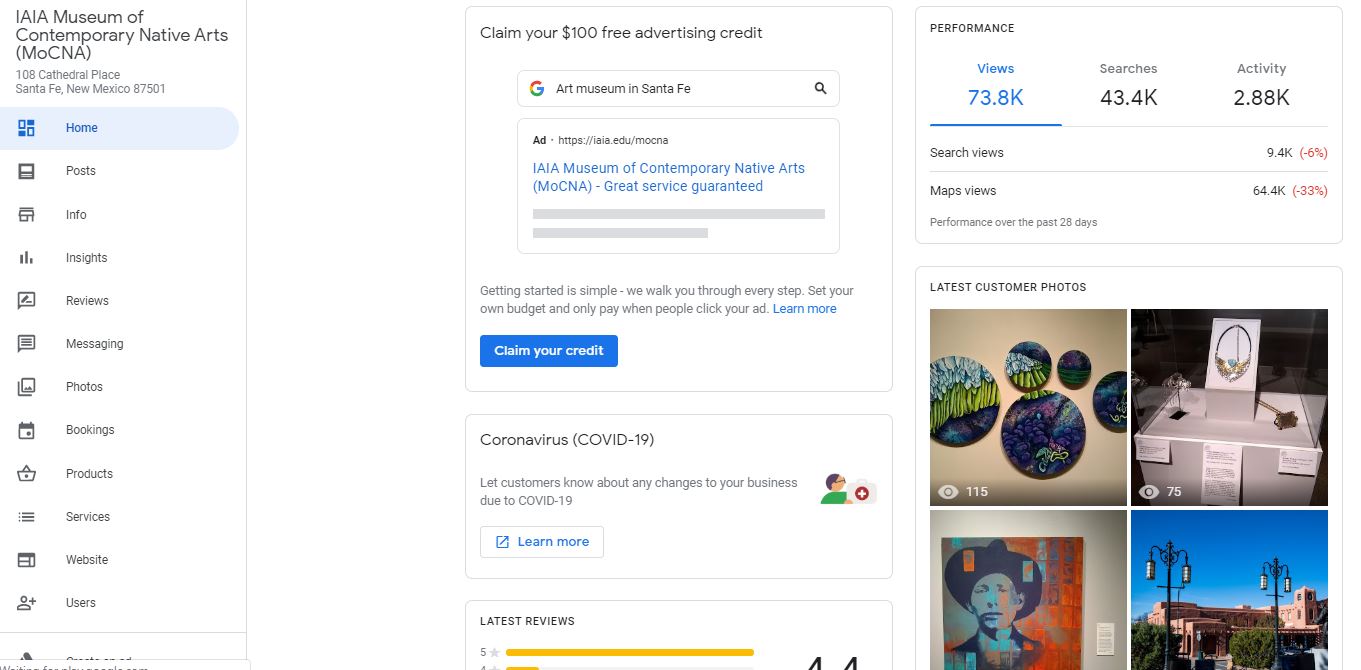 IAIA Museum of
Contemporary Native Arts
(MoCNA)
108 Cathedral Place
Santa Fe, New Mexico 87501
Home
Posts
Info
Insights
Reviews
Messaging
Photos
Bookings
Products
Services
Website
Users
Create an ad
Waiting for play.google.com
Claim your $100 free advertising credit
Art museum in Santa Fe
Ad · https://iaia.edu/mocna
IAIA Museum of Contemporary Native Arts
(MoCNA) - Great service guaranteed
Getting started is simple - we walk you through every step. Set your
own budget and only pay when people click your ad. Learn more
Claim your credit
Coronavirus (COVID-19)
Let customers know about any changes to your business
due to COVID-19
Learn more
LATEST REVIEWS
5
4
4.4
PERFORMANCE
Views Searches Activity
73.8K 43.4K 2.88K
Search views 9.4K (-6%)
Maps views 64.4K (-33%)
Performance over the past 28 days
LATEST CUSTOMER PHOTOS
115
75